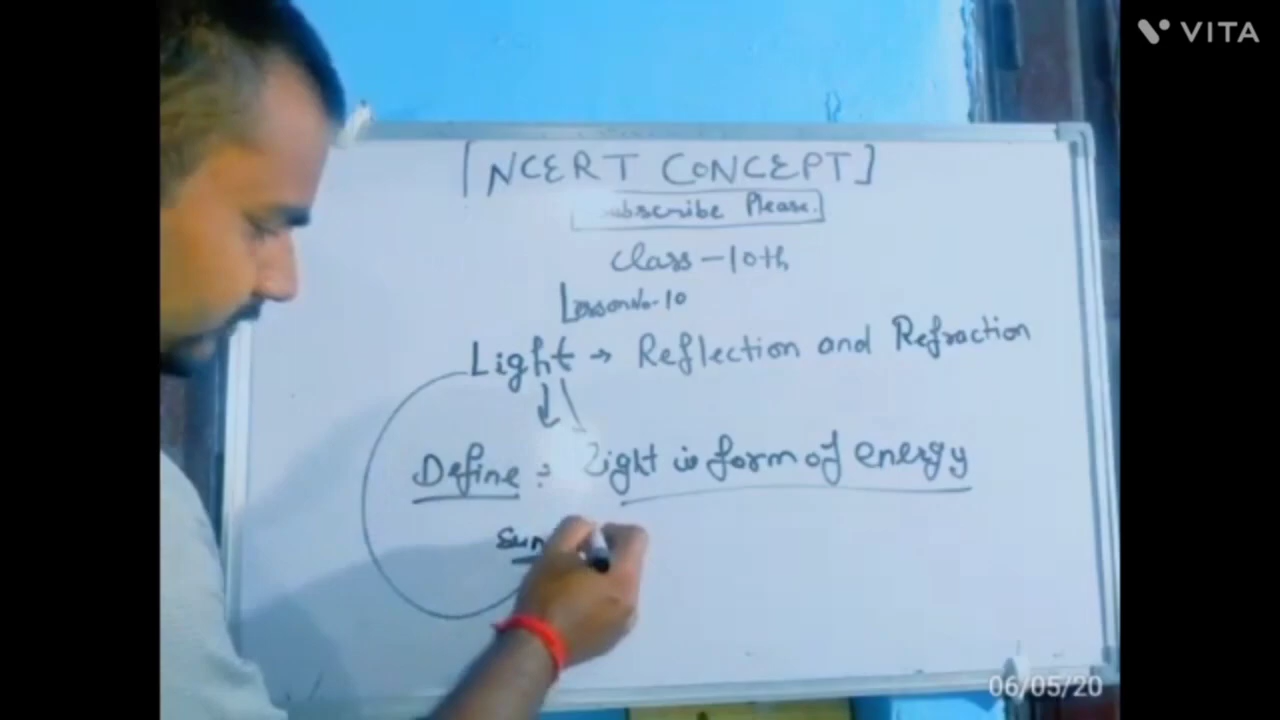 VITA
[NCERT CONCEPT]
Subscribe Please.
Class-10th
Lesson No-10
Light → Reflection and Refraction
Define : Light is form of energy
Sun
06/05/20